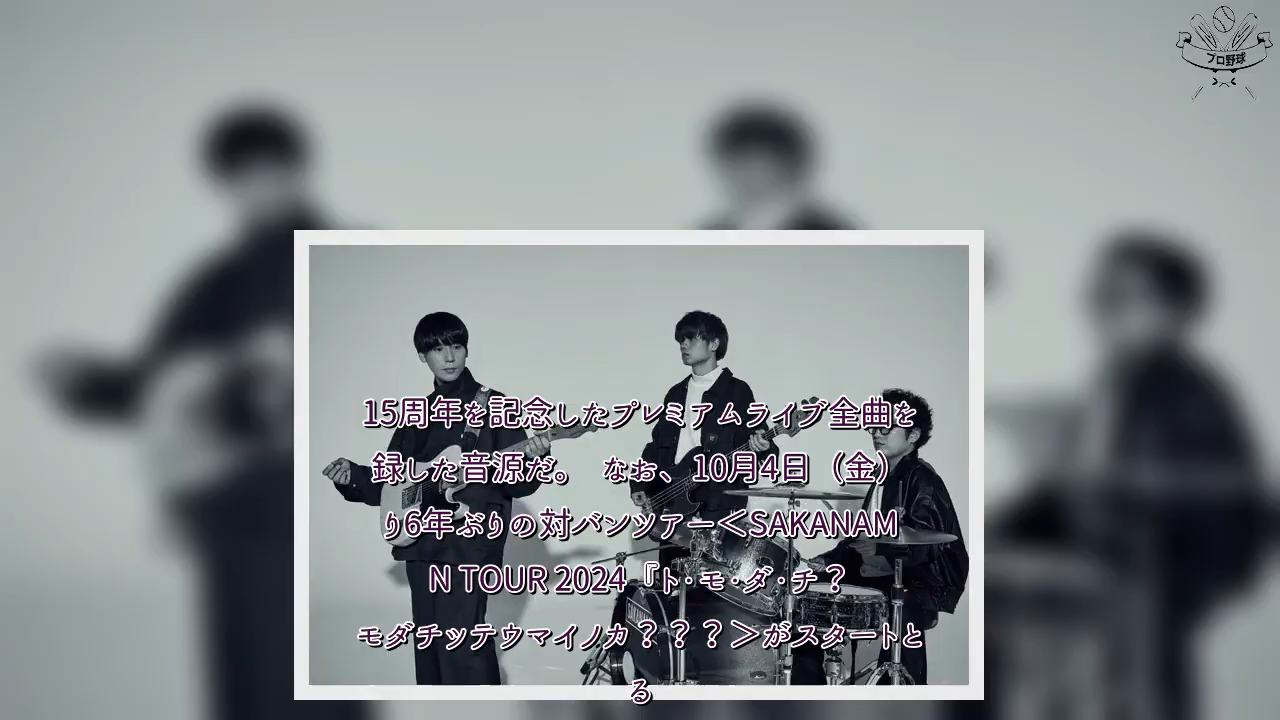 プロ野球
15周年を記念したプレミアムライブ全曲を
録した音源だ。　なお、10月4日（金）
り6年ぶりの対バンツアー＜SAKANAM
N TOUR 2024『ト･モ･ダ･チ？
モダチッテウマイノカ？？？＞がスタートと
る